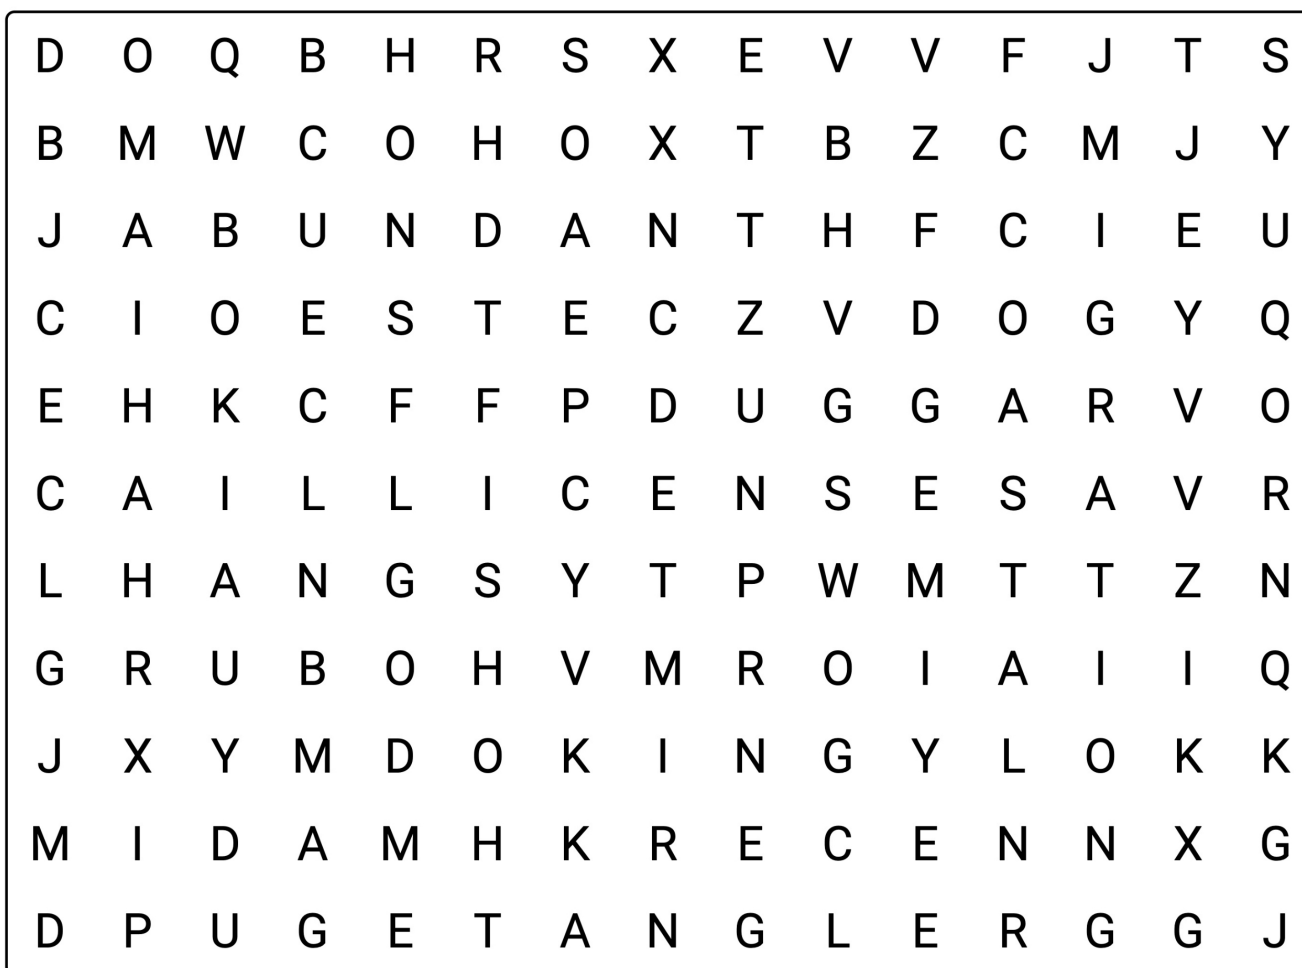 D O Q B H R S X E V V F J T S
B M W C O H O X T B Z C M J Y
J A B U N D A N T H F C I E U
C I O E S T E C Z V D O G Y Q
E H K C F F P D U G G A R V O
C A I L L I C E N S E S A V R
L H A N G S Y T P W M T T Z N
G R U B O H V M R O I A I I Q
J X Y M D O K I N G Y L O K K
M I D A M H K R E C E N N X G
D P U G E T A N G L E R G G J